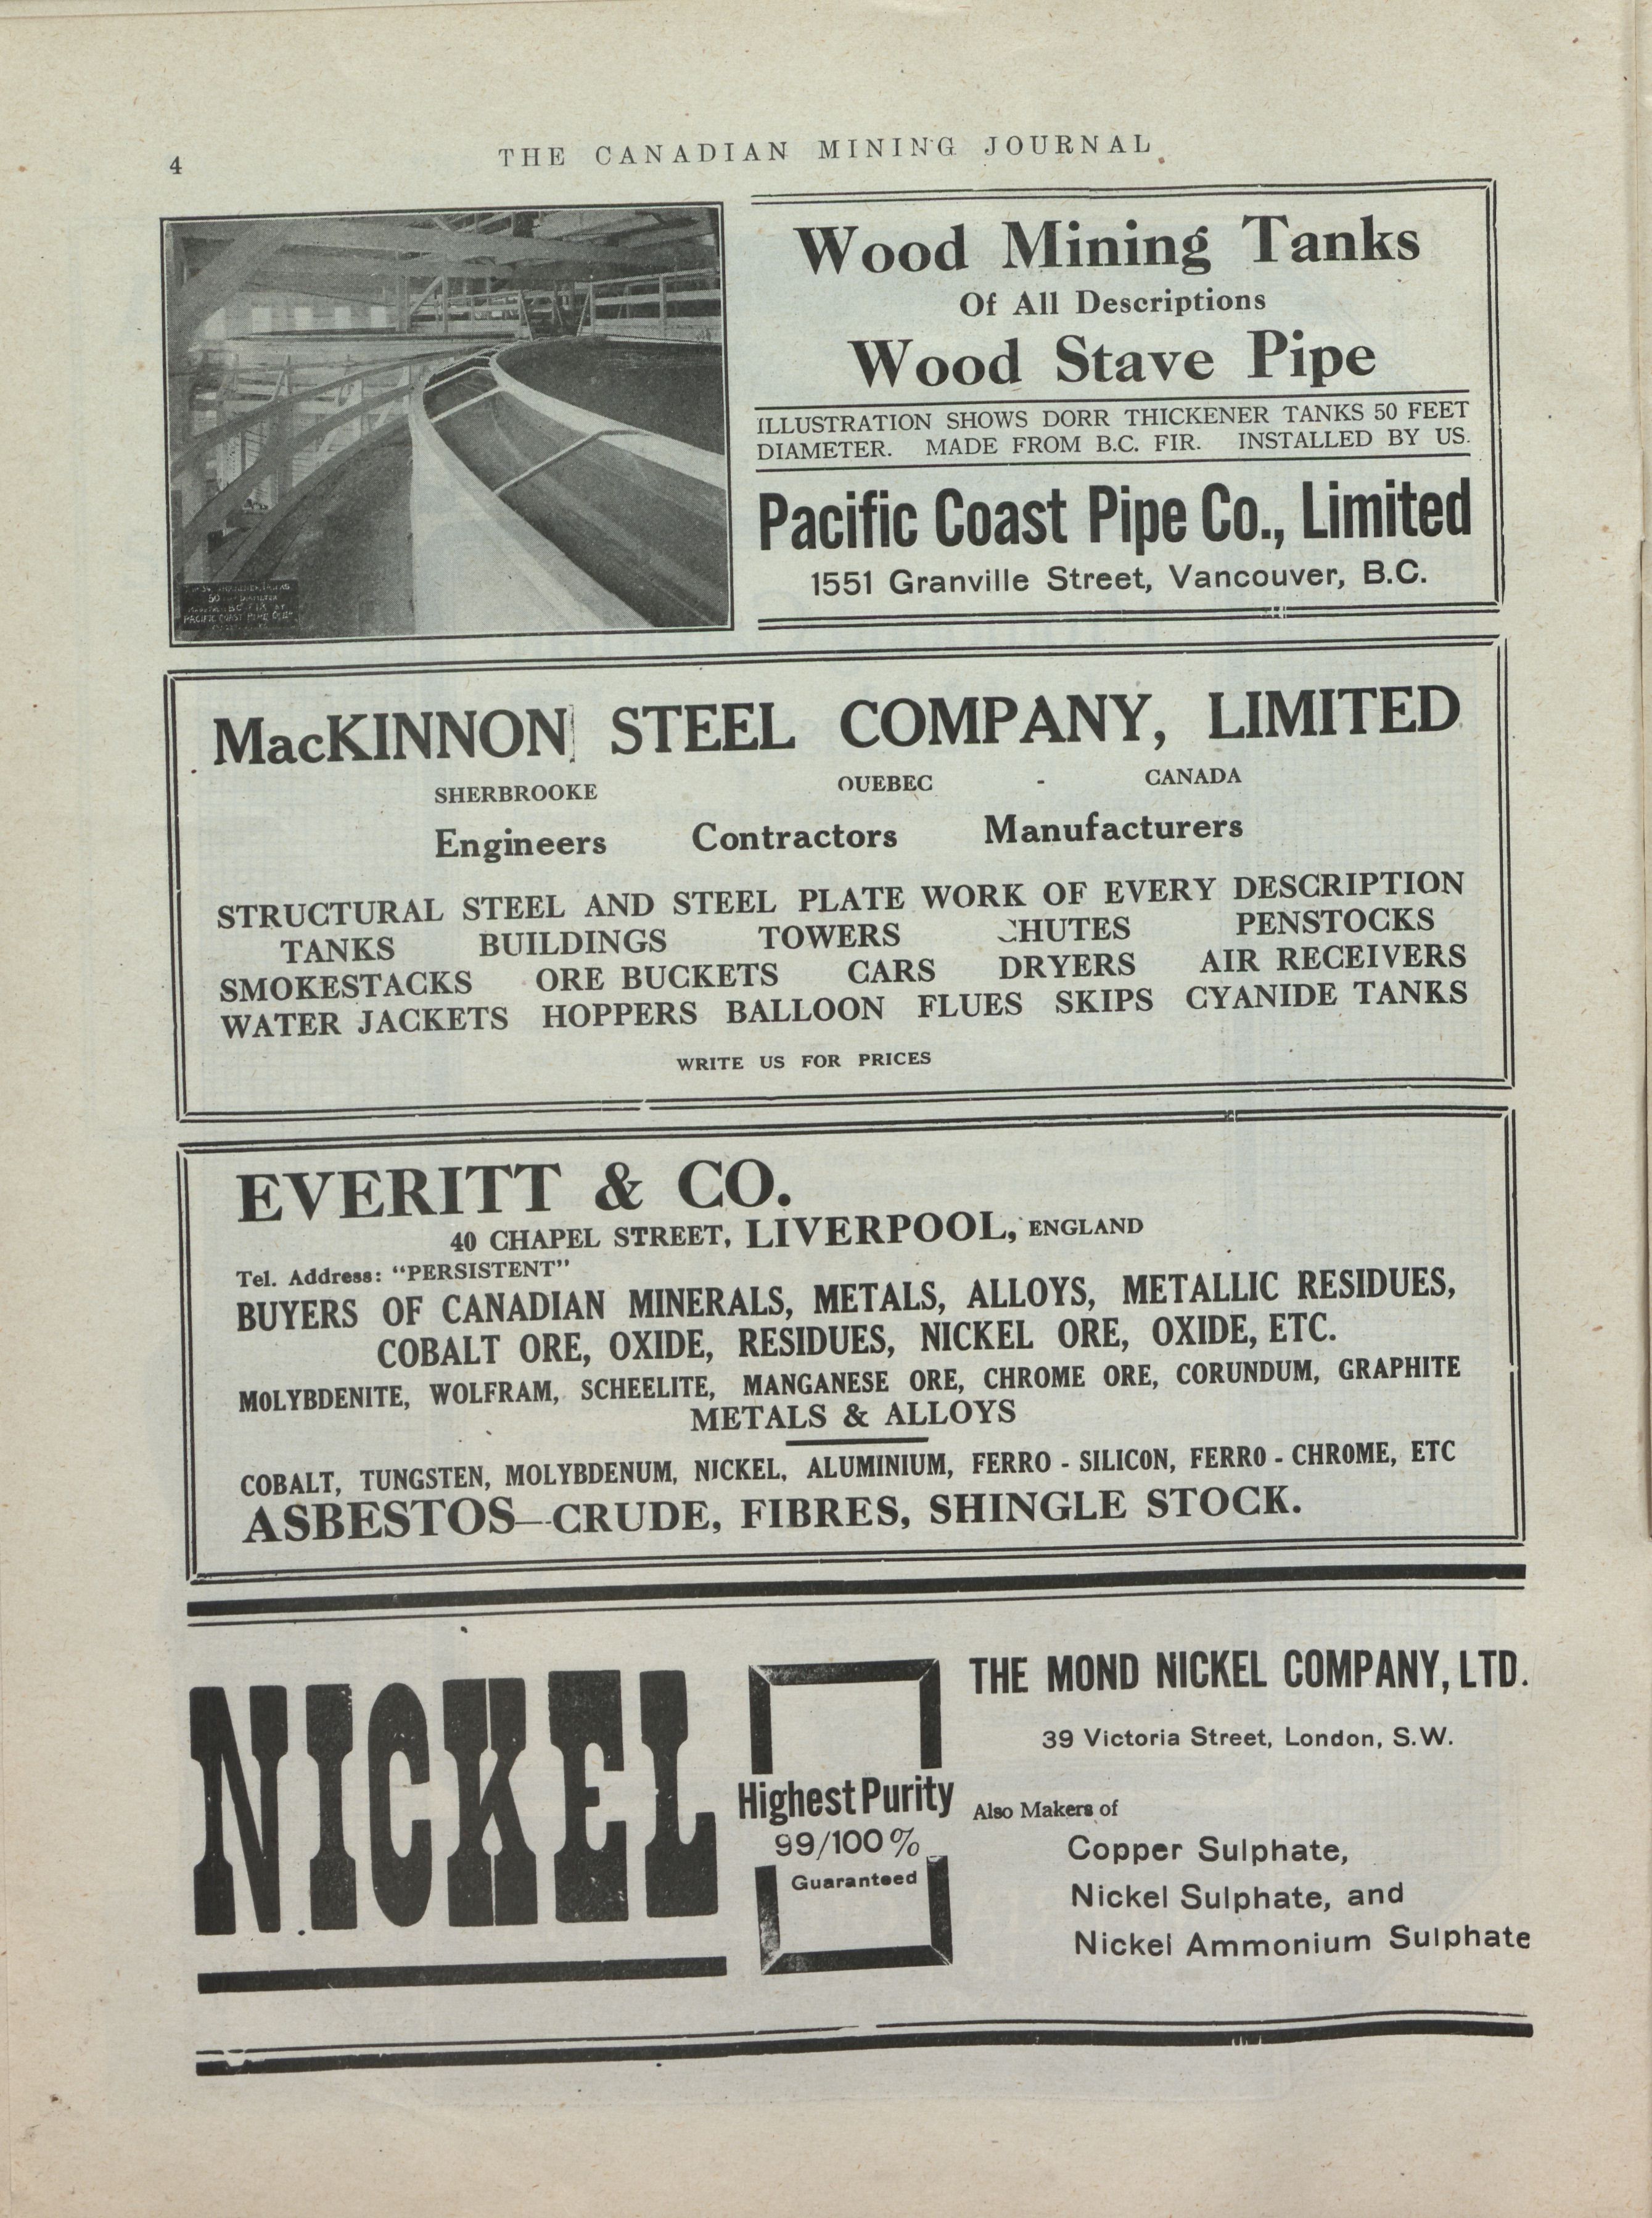 4
THE CANADIAN MINING JOURNAL
50
DIAMETER
B.C. FIR
PACIFIC COAST PIPE CO.
Wood Mining Tanks
Of All Descriptions
Wood Stave Pipe
ILLUSTRATION SHOWS DORR THICKENER TANKS 50 FEET
DIAMETER. MADE FROM B.C. FIR. INSTALLED BY US.
Pacific Coast Pipe Co., Limited
1551 Granville Street, Vancouver, B.C.
MacKINNON STEEL COMPANY, LIMITED
SHERBROOKE QUEBEC - CANADA
Engineers Contractors Manufacturers
STRUCTURAL STEEL AND STEEL PLATE WORK OF EVERY DESCRIPTION
TANKS BUILDINGS TOWERS CHUTES PENSTOCKS
SMOKESTACKS ORE BUCKETS CARS DRYERS AIR RECEIVERS
WATER JACKETS HOPPERS BALLOON FLUES SKIPS CYANIDE TANKS
WRITE US FOR PRICES
EVERITT & CO.
40 CHAPEL STREET, LIVERPOOL, ENGLAND
Tel. Address: "PERSISTENT"
BUYERS OF CANADIAN MINERALS, METALS, ALLOYS, METALLIC RESIDUES,
COBALT ORE, OXIDE, RESIDUES, NICKEL ORE, OXIDE, ETC.
MOLYBDENITE, WOLFRAM, SCHEELITE, MANGANESE ORE, CHROME ORE, CORUNDUM, GRAPHITE
METALS & ALLOYS
COBALT, TUNGSTEN, MOLYBDENUM, NICKEL, ALUMINIUM, FERRO - SILICON, FERRO - CHROME, ETC
ASBESTOS—CRUDE, FIBRES, SHINGLE STOCK.
NICKEL
Highest Purity
99/100%
Guaranteed
THE MOND NICKEL COMPANY, LTD.
39 Victoria Street, London, S.W.
Also Makers of
Copper Sulphate,
Nickel Sulphate, and
Nickel Ammonium Sulphate